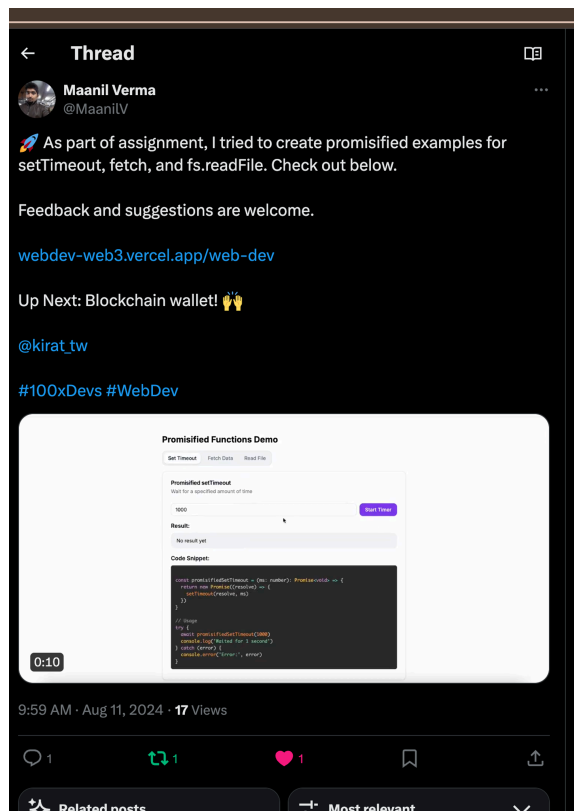 Thread
Maanil Verma
@MaanilV
🚀 As part of assignment, I tried to create promisified examples for
setTimeout, fetch, and fs.readFile. Check out below.
Feedback and suggestions are welcome.
webdev-web3.vercel.app/web-dev
Up Next: Blockchain wallet! 🙌
@kirat_tw
#100xDevs #WebDev
Promisified Functions Demo
Set Timeout Fetch Data Read File
Promisified setTimeout
Wait for a specified amount of time
1000 Start Timer
Result:
No result yet
Code Snippet:
const promisifiedSetTimeout = (ms: number): Promise<void> => {
return new Promise((resolve) => {
setTimeout(resolve, ms)
})
}
// Usage
try {
await promisifiedSetTimeout(1000)
console.log("Waited for 1 second")
} catch (error) {
console.error("Error:", error)
}
0:10
9:59 AM · Aug 11, 2024 · 17 Views
1 1 1
Related posts Most relevant